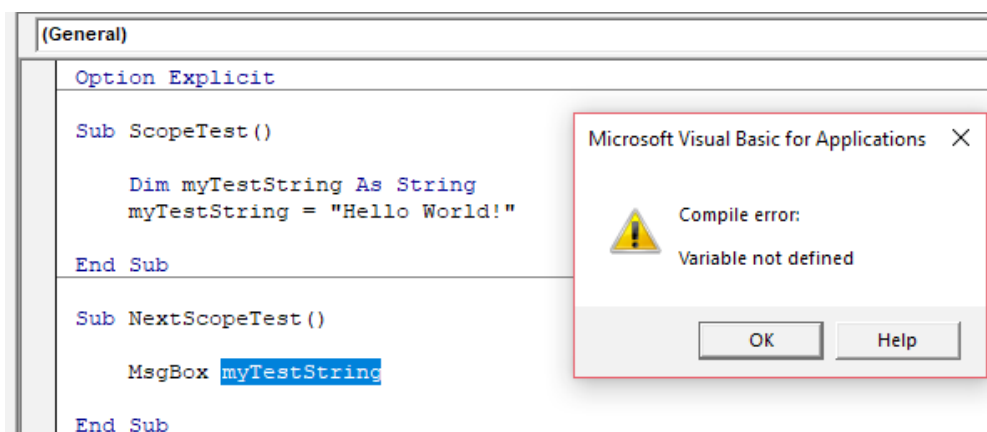 (General)
Option Explicit
Sub ScopeTest()
Dim myTestString As String
myTestString = "Hello World!"
End Sub
Sub NextScopeTest()
MsgBox myTestString
End Sub
Microsoft Visual Basic for Applications
Compile error:
Variable not defined
OK
Help